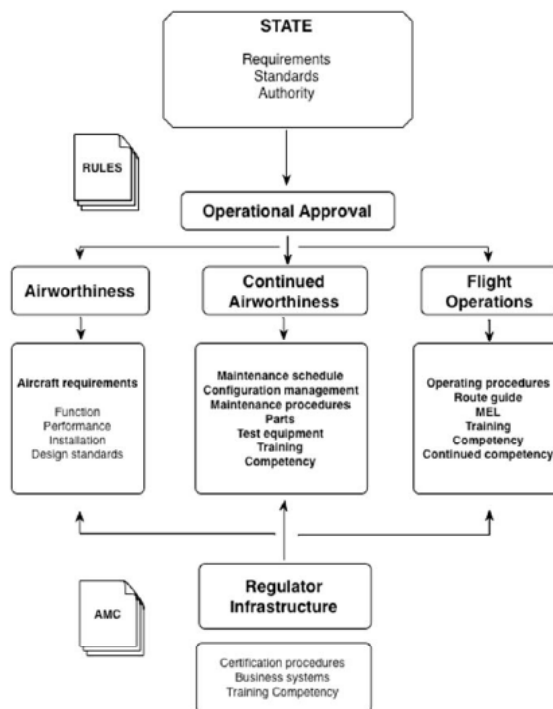 STATE
Requirements
Standards
Authority
RULES
Operational Approval
Airworthiness
Continued
Airworthiness
Flight
Operations
Aircraft requirements
Function
Performance
Installation
Design standards
Maintenance schedule
Configuration management
Maintenance procedures
Parts
Test equipment
Training
Competency
Operating procedures
Route guide
MEL
Training
Competency
Continued competency
AMC
Regulator
Infrastructure
Certification procedures
Business systems
Training Competency